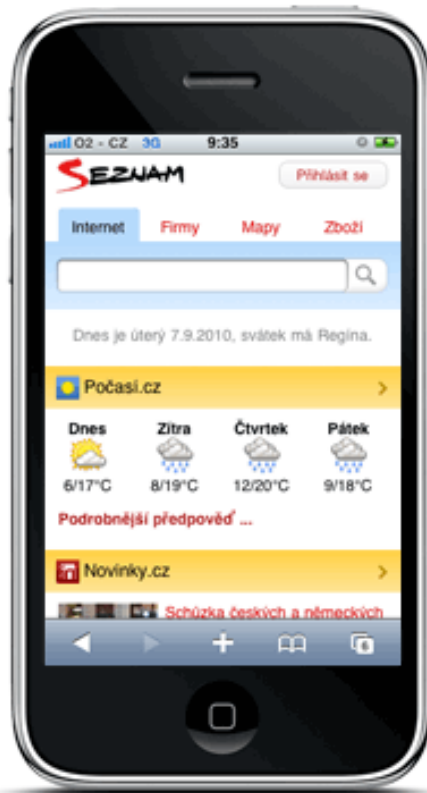 O2 - CZ 3G 9:35
SEZNAM Přihlásit se
Internet Firmy Mapy Zboží
Dnes je úterý 7.9.2010, svátek má Regina.
Počasí.cz
Dnes Zítra Čtvrtek Pátek
6/17°C 8/19°C 12/20°C 9/18°C
Podrobnější předpověď ...
Novinky.cz
Schůzka českých a německých
6